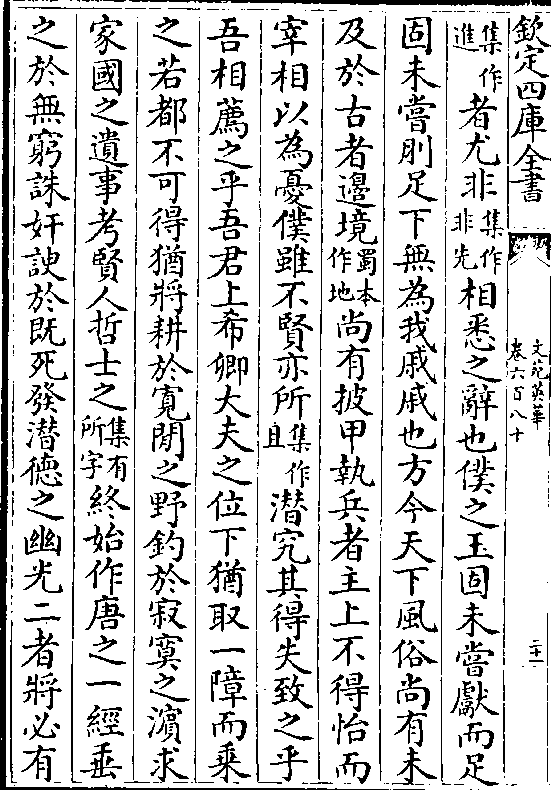 欽定四庫全書
文苑英華
卷六百八十
二十一
集作進者尤非集作非先相悉之辭也僕之玉固未嘗獻而足
固未嘗刖足下無為我戚戚也方今天下風俗尚有未
及於古者邉境蜀本作地尚有披甲執兵者主上不得怡而
宰相以為憂僕雖不賢亦所集作且潜究其得失致之乎
吾相薦之乎吾君上希卿大夫之位下猶取一障而乗
之若都不可得猶將耕於寛閒之野釣於寂寞之濵求
家國之遺事考賢人哲士之集有所字終始作唐之一經垂
之於無窮誅奸諛於既死發潜徳之幽光二者將必有